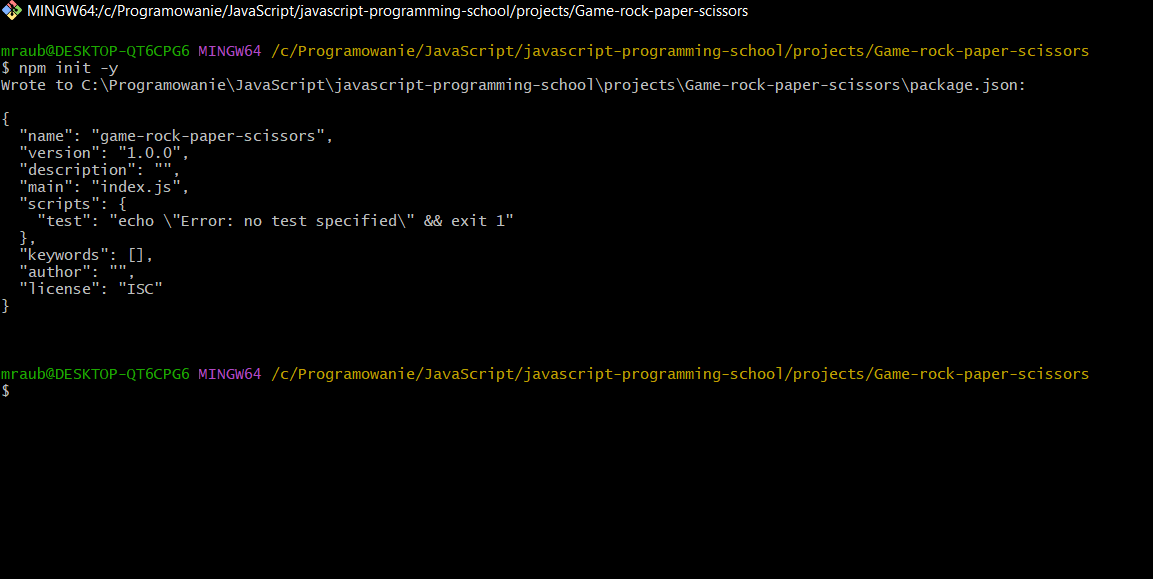 MINGW64:/c/Programowanie/JavaScript/javascript-programming-school/projects/Game-rock-paper-scissors
mraub@DESKTOP-QT6CPG6 MINGW64 /c/Programowanie/JavaScript/javascript-programming-school/projects/Game-rock-paper-scissors
$ npm init -y
Wrote to C:\Programowanie\JavaScript\javascript-programming-school\projects\Game-rock-paper-scissors\package.json:
{
  "name": "game-rock-paper-scissors",
  "version": "1.0.0",
  "description": "",
  "main": "index.js",
  "scripts": {
    "test": "echo \"Error: no test specified\" && exit 1"
  },
  "keywords": [],
  "author": "",
  "license": "ISC"
}
mraub@DESKTOP-QT6CPG6 MINGW64 /c/Programowanie/JavaScript/javascript-programming-school/projects/Game-rock-paper-scissors
$